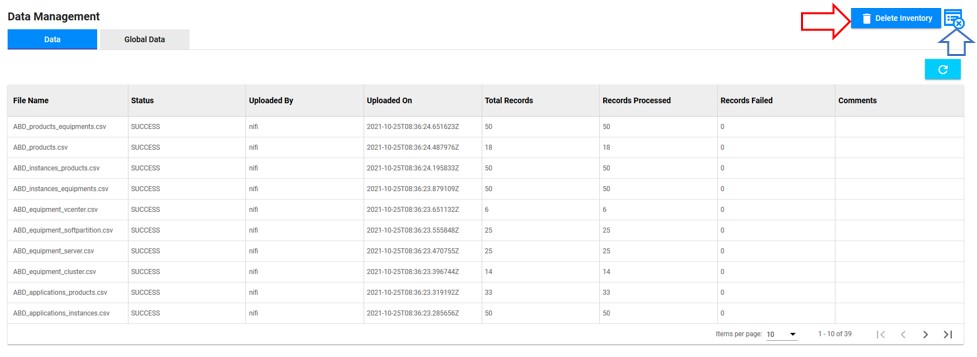 Data Management
Delete Inventory
Data Global Data
File Name Status Uploaded By Uploaded On Total Records Records Processed Records Failed Comments
ABD_products_equipments.csv SUCCESS nifi 2021-10-25T08:36:24.651623Z 50 50 0
ABD_products.csv SUCCESS nifi 2021-10-25T08:36:24.487976Z 18 18 0
ABD_instances_products.csv SUCCESS nifi 2021-10-25T08:36:24.195833Z 50 50 0
ABD_instances_equipments.csv SUCCESS nifi 2021-10-25T08:36:23.879109Z 50 50 0
ABD_equipment_vcenter.csv SUCCESS nifi 2021-10-25T08:36:23.651132Z 6 6 0
ABD_equipment_softpartition.csv SUCCESS nifi 2021-10-25T08:36:23.555848Z 25 25 0
ABD_equipment_server.csv SUCCESS nifi 2021-10-25T08:36:23.470755Z 25 25 0
ABD_equipment_cluster.csv SUCCESS nifi 2021-10-25T08:36:23.396744Z 14 14 0
ABD_applications_products.csv SUCCESS nifi 2021-10-25T08:36:23.319192Z 33 33 0
ABD_applications_instances.csv SUCCESS nifi 2021-10-25T08:36:23.285656Z 50 50 0
Items per page: 10 1 - 10 of 39